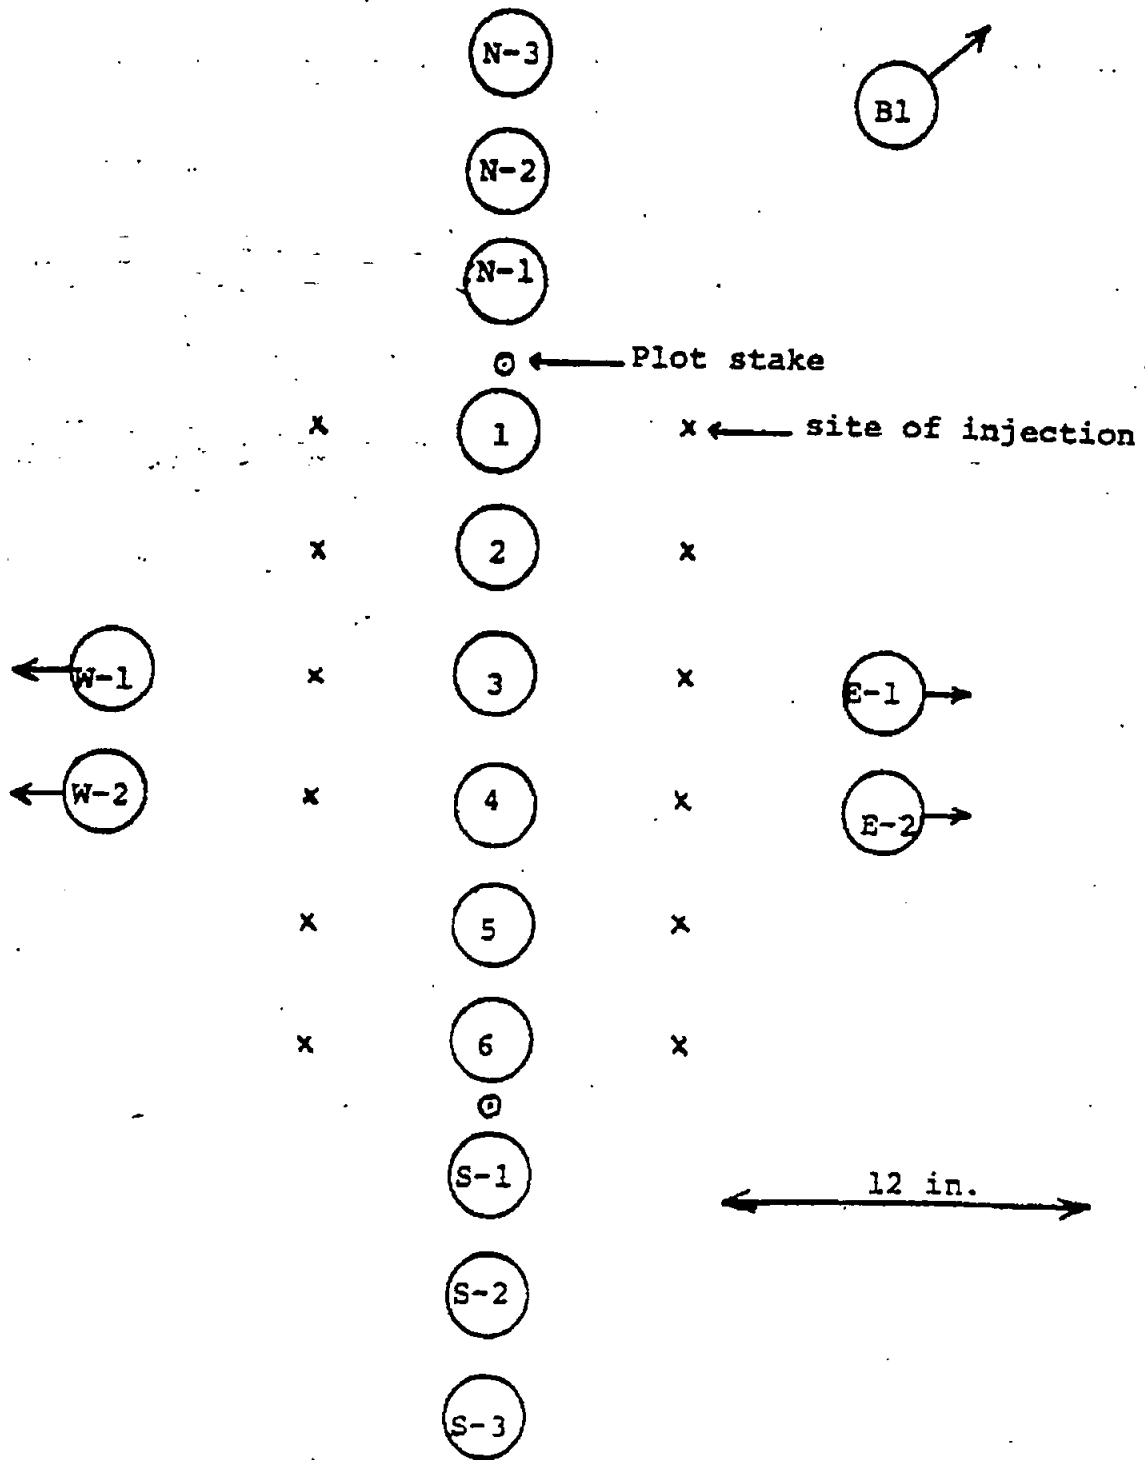 N-3
B1
N-2
N-1
Plot stake
x 1 x site of injection
x 2 x
W-1 x 3 x E-1
W-2 x 4 x E-2
x 5 x
x 6 x
S-1
12 in.
S-2
S-3